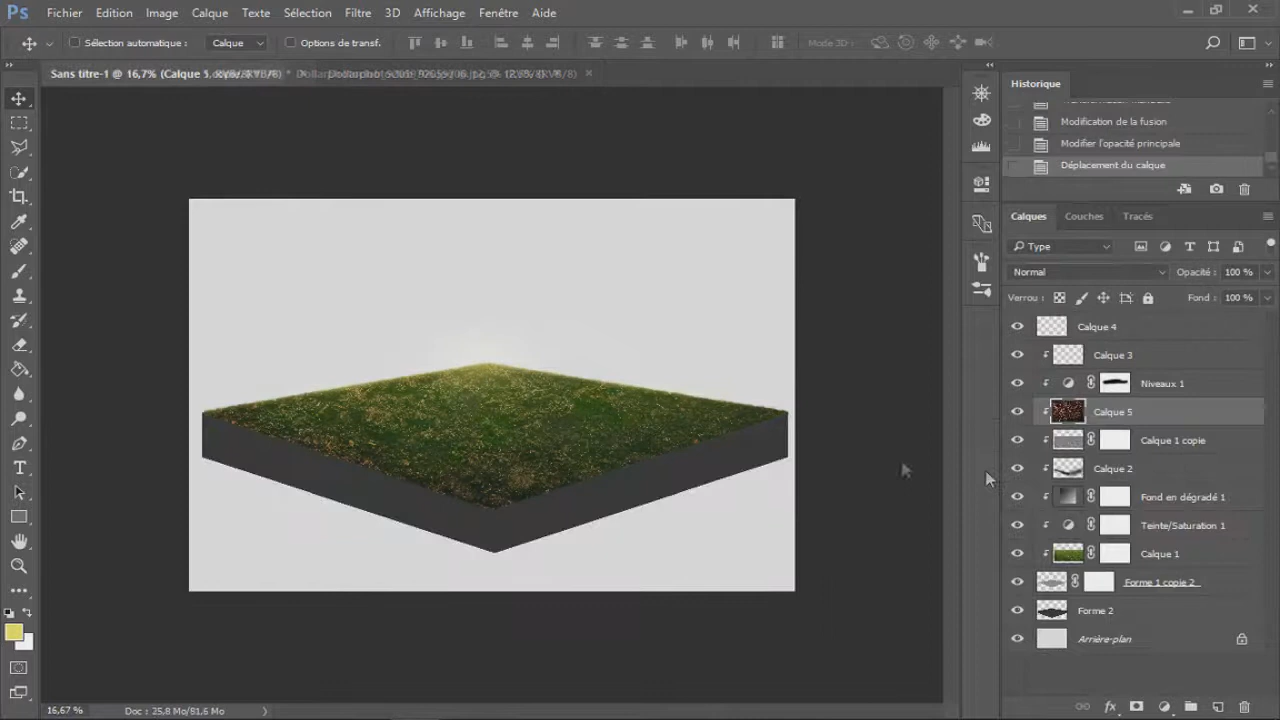 Ps Fichier Edition Image Calque Texte Sélection Filtre 3D Affichage Fenêtre Aide
Sélection automatique : Calque Options de transf. Mode 3D :
Sans titre-1 @ 16,7% (Calque
Historique
Modification de la fusion
Modifier l'opacité principale
Déplacement du calque
Calques Couches Tracés
Type
Normal Opacité : 100 %
Verrou : Fond : 100 %
Calque 4
Calque 3
Niveaux 1
Calque 5
Calque 1 copie
Calque 2
Fond en dégradé 1
Teinte/Saturation 1
Calque 1
Forme 1 copie 2
Forme 2
Arrière-plan
16,67 % Doc : 25,8 Mo/81,6 Mo
fx